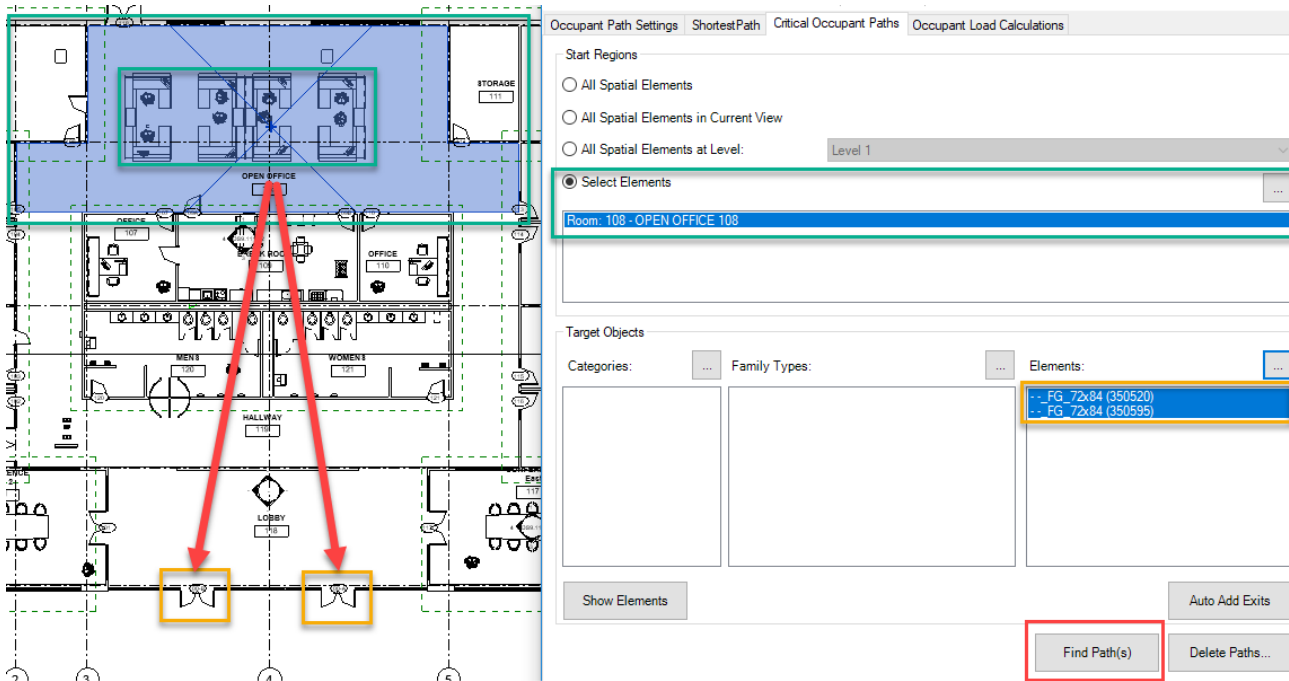 STORAGE
111
OPEN OFFICE
OFFICE
107
OFFICE
110
109
MENS
120
WOMENS
121
HALLWAY
119
East
117
LOBBY
118
2
3
4
5
Occupant Path Settings ShortestPath Critical Occupant Paths Occupant Load Calculations
Start Regions
All Spatial Elements
All Spatial Elements in Current View
All Spatial Elements at Level: Level 1
Select Elements ...
Room: 108 - OPEN OFFICE 108
Target Objects
Categories: ... Family Types: ... Elements: ...
- -_FG_72x84 (350520)
- -_FG_72x84 (350595)
Show Elements Auto Add Exits
Find Path(s) Delete Paths...